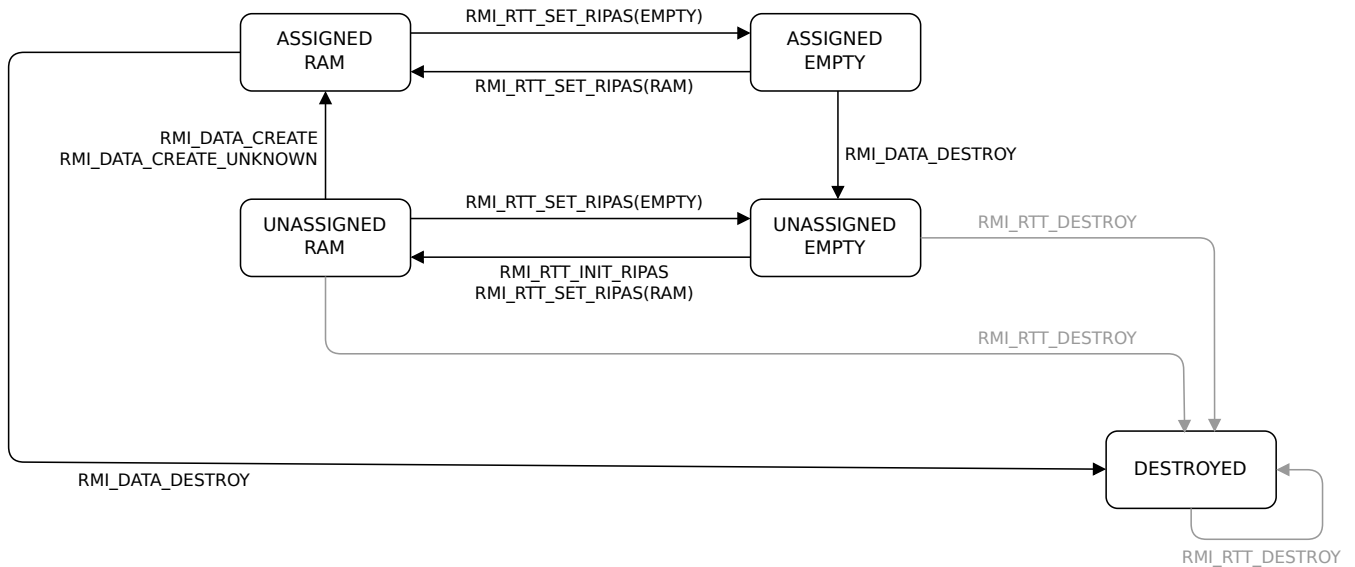 RMI_RTT_SET_RIPAS(EMPTY)
ASSIGNED
RAM
ASSIGNED
EMPTY
RMI_RTT_SET_RIPAS(RAM)
RMI_DATA_CREATE
RMI_DATA_CREATE_UNKNOWN
RMI_DATA_DESTROY
RMI_RTT_SET_RIPAS(EMPTY)
UNASSIGNED
RAM
UNASSIGNED
EMPTY
RMI_RTT_DESTROY
RMI_RTT_INIT_RIPAS
RMI_RTT_SET_RIPAS(RAM)
RMI_RTT_DESTROY
DESTROYED
RMI_DATA_DESTROY
RMI_RTT_DESTROY